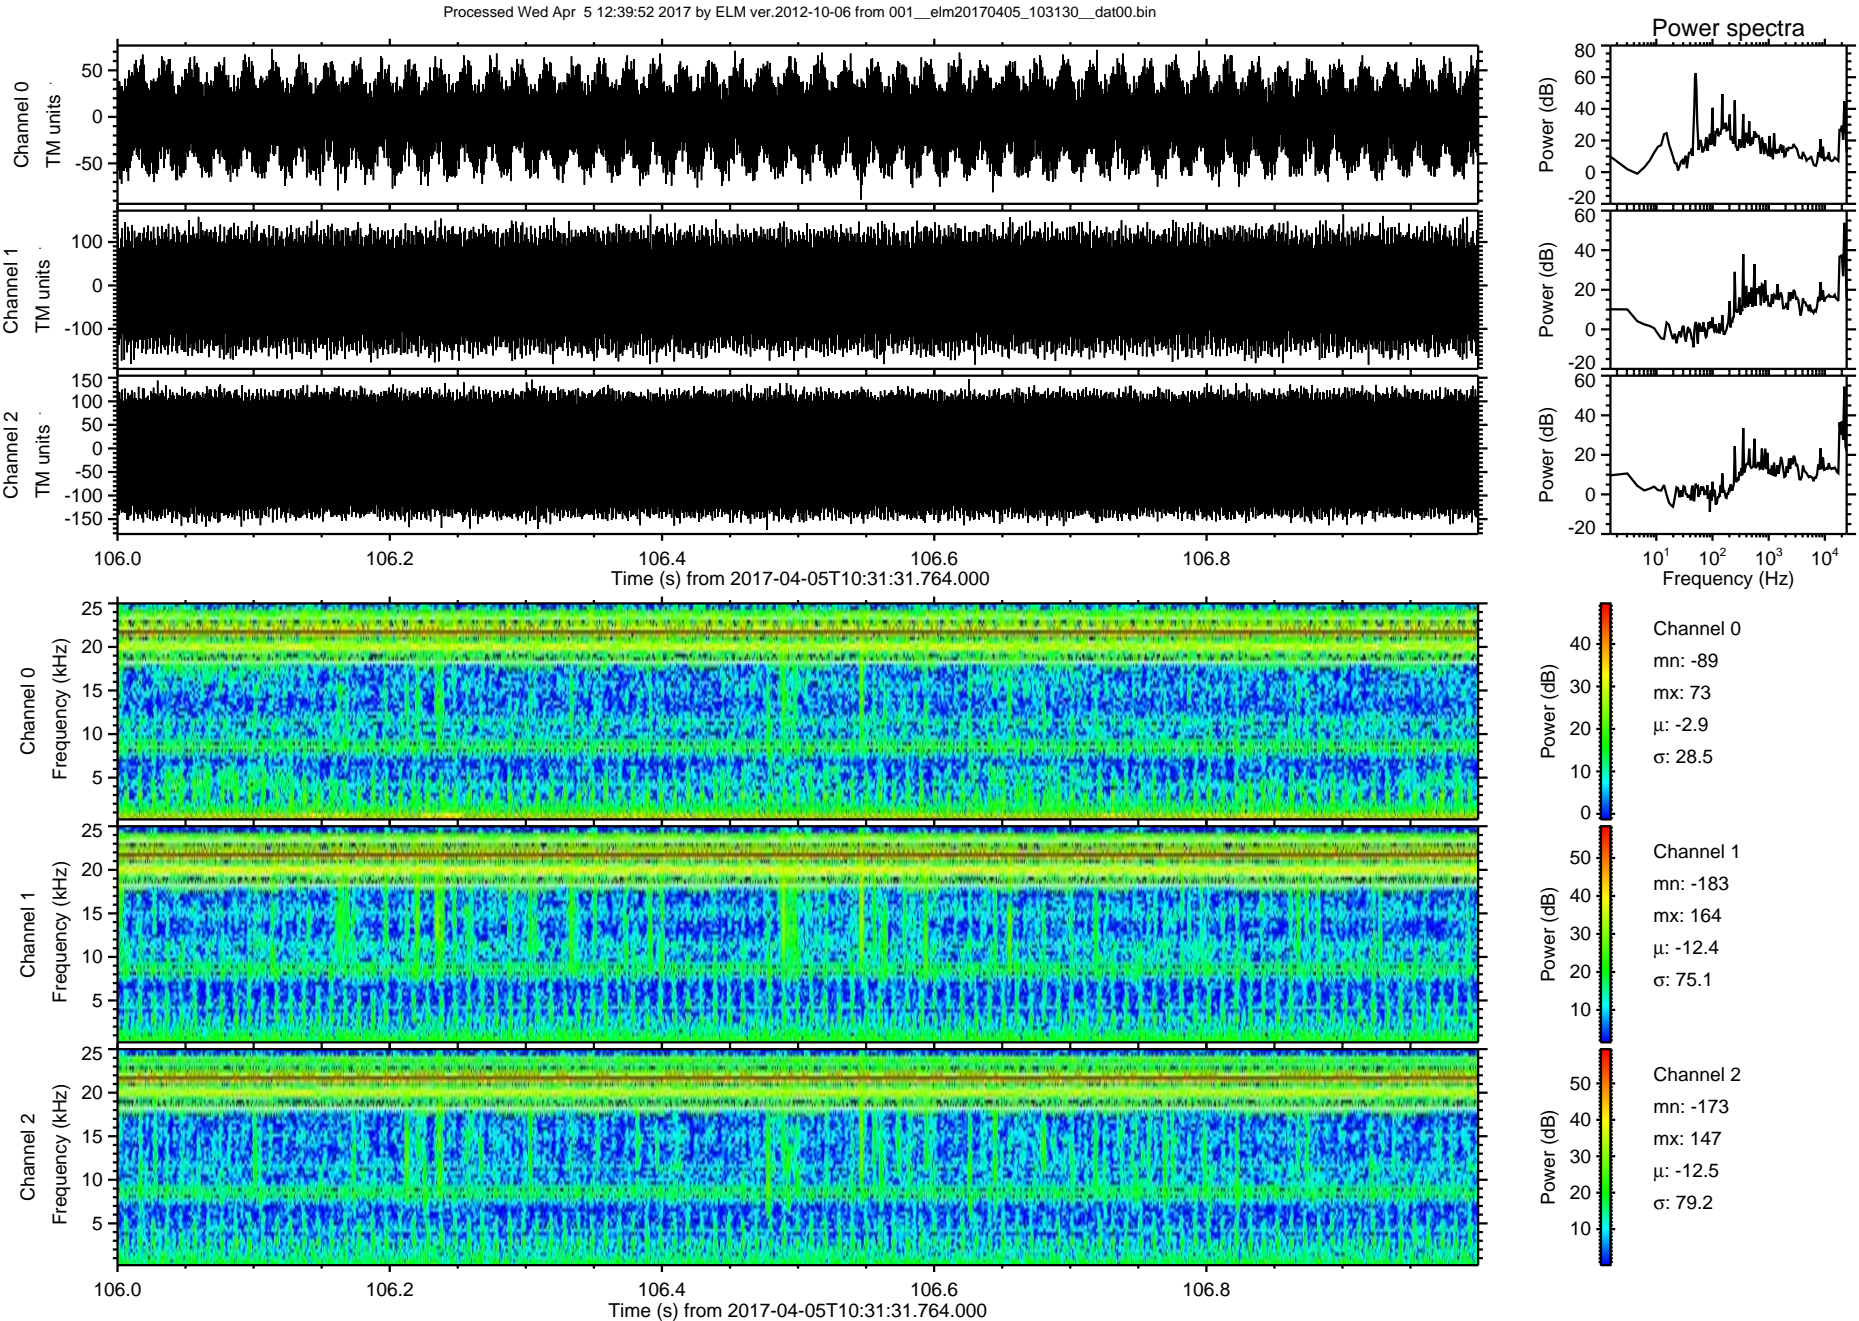 Processed Wed Apr 5 12:39:52 2017 by ELM ver.2012-10-06 from 001__elm20170405_103130__dat00.bin
Power spectra
Channel 0
TM units
50
0
-50
Power (dB)
80
60
40
20
0
-20
Channel 1
TM units
100
0
-100
Power (dB)
60
40
20
0
-20
Channel 2
TM units
150
100
50
0
-50
-100
-150
Power (dB)
60
40
20
0
-20
106.0 106.2 106.4 106.6 106.8
Time (s) from 2017-04-05T10:31:31.764.000
10^1 10^2 10^3 10^4
Frequency (Hz)
Channel 0
Frequency (kHz)
25
20
15
10
5
Power (dB)
40
30
20
10
0
Channel 0
mn: -89
mx: 73
μ: -2.9
σ: 28.5
Channel 1
Frequency (kHz)
25
20
15
10
5
Power (dB)
50
40
30
20
10
Channel 1
mn: -183
mx: 164
μ: -12.4
σ: 75.1
Channel 2
Frequency (kHz)
25
20
15
10
5
Power (dB)
50
40
30
20
10
Channel 2
mn: -173
mx: 147
μ: -12.5
σ: 79.2
106.0 106.2 106.4 106.6 106.8
Time (s) from 2017-04-05T10:31:31.764.000